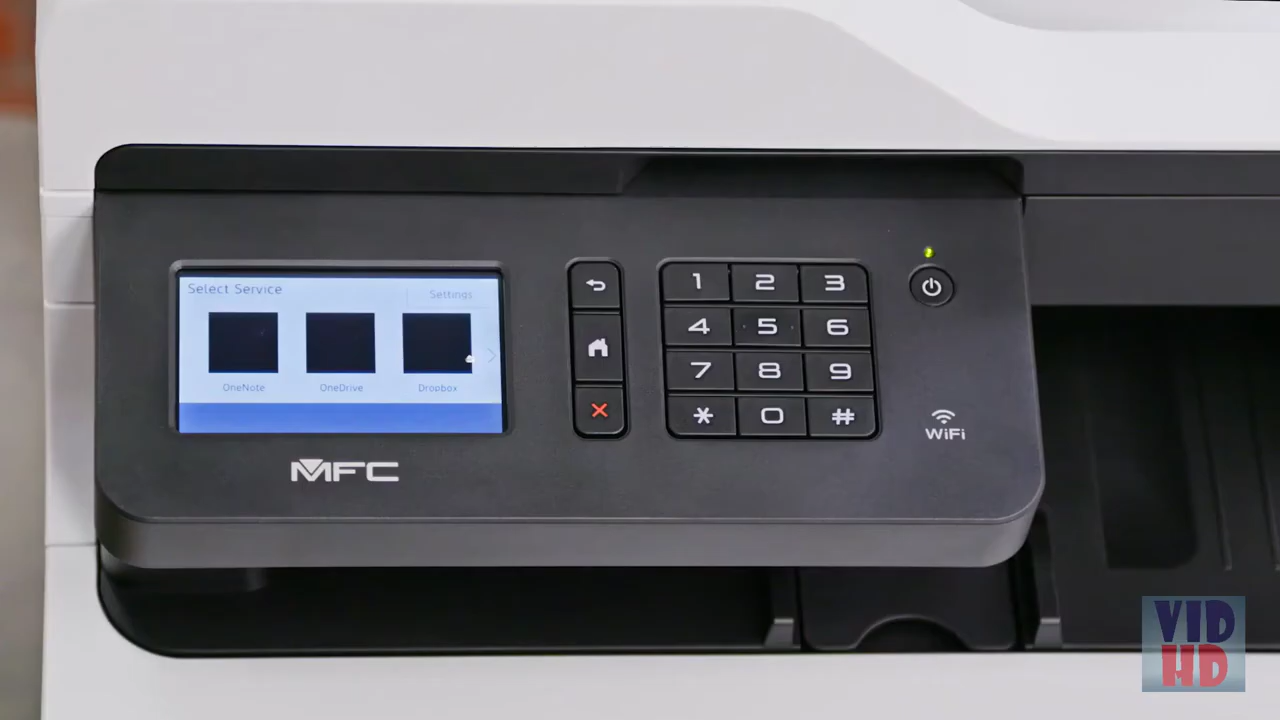 Select Service
Settings
OneNote
OneDrive
Dropbox
MFC
1 2 3
4 5 6
7 8 9
* 0 #
WiFi
VID
HD